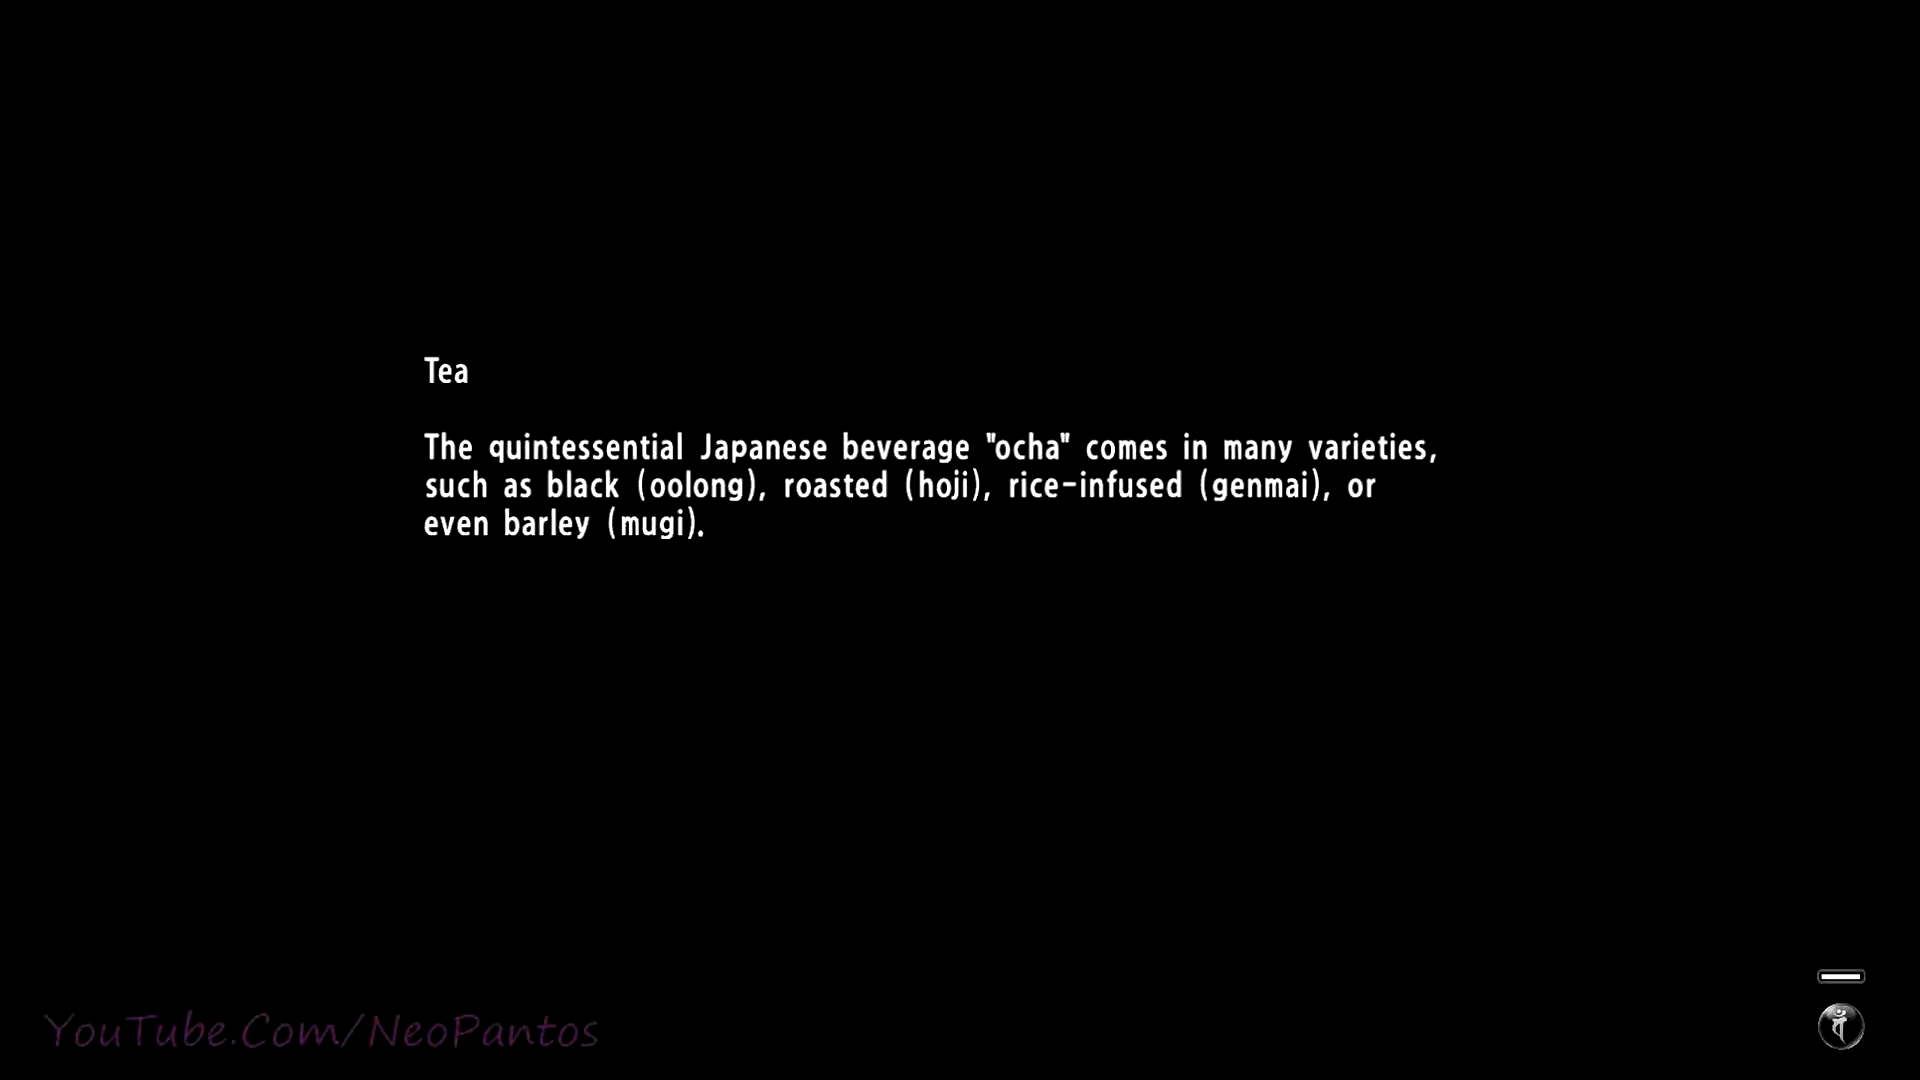 Tea
The quintessential Japanese beverage "ocha" comes in many varieties,
such as black (oolong), roasted (hoji), rice-infused (genmai), or
even barley (mugi).
YouTube.Com/NeoPantos